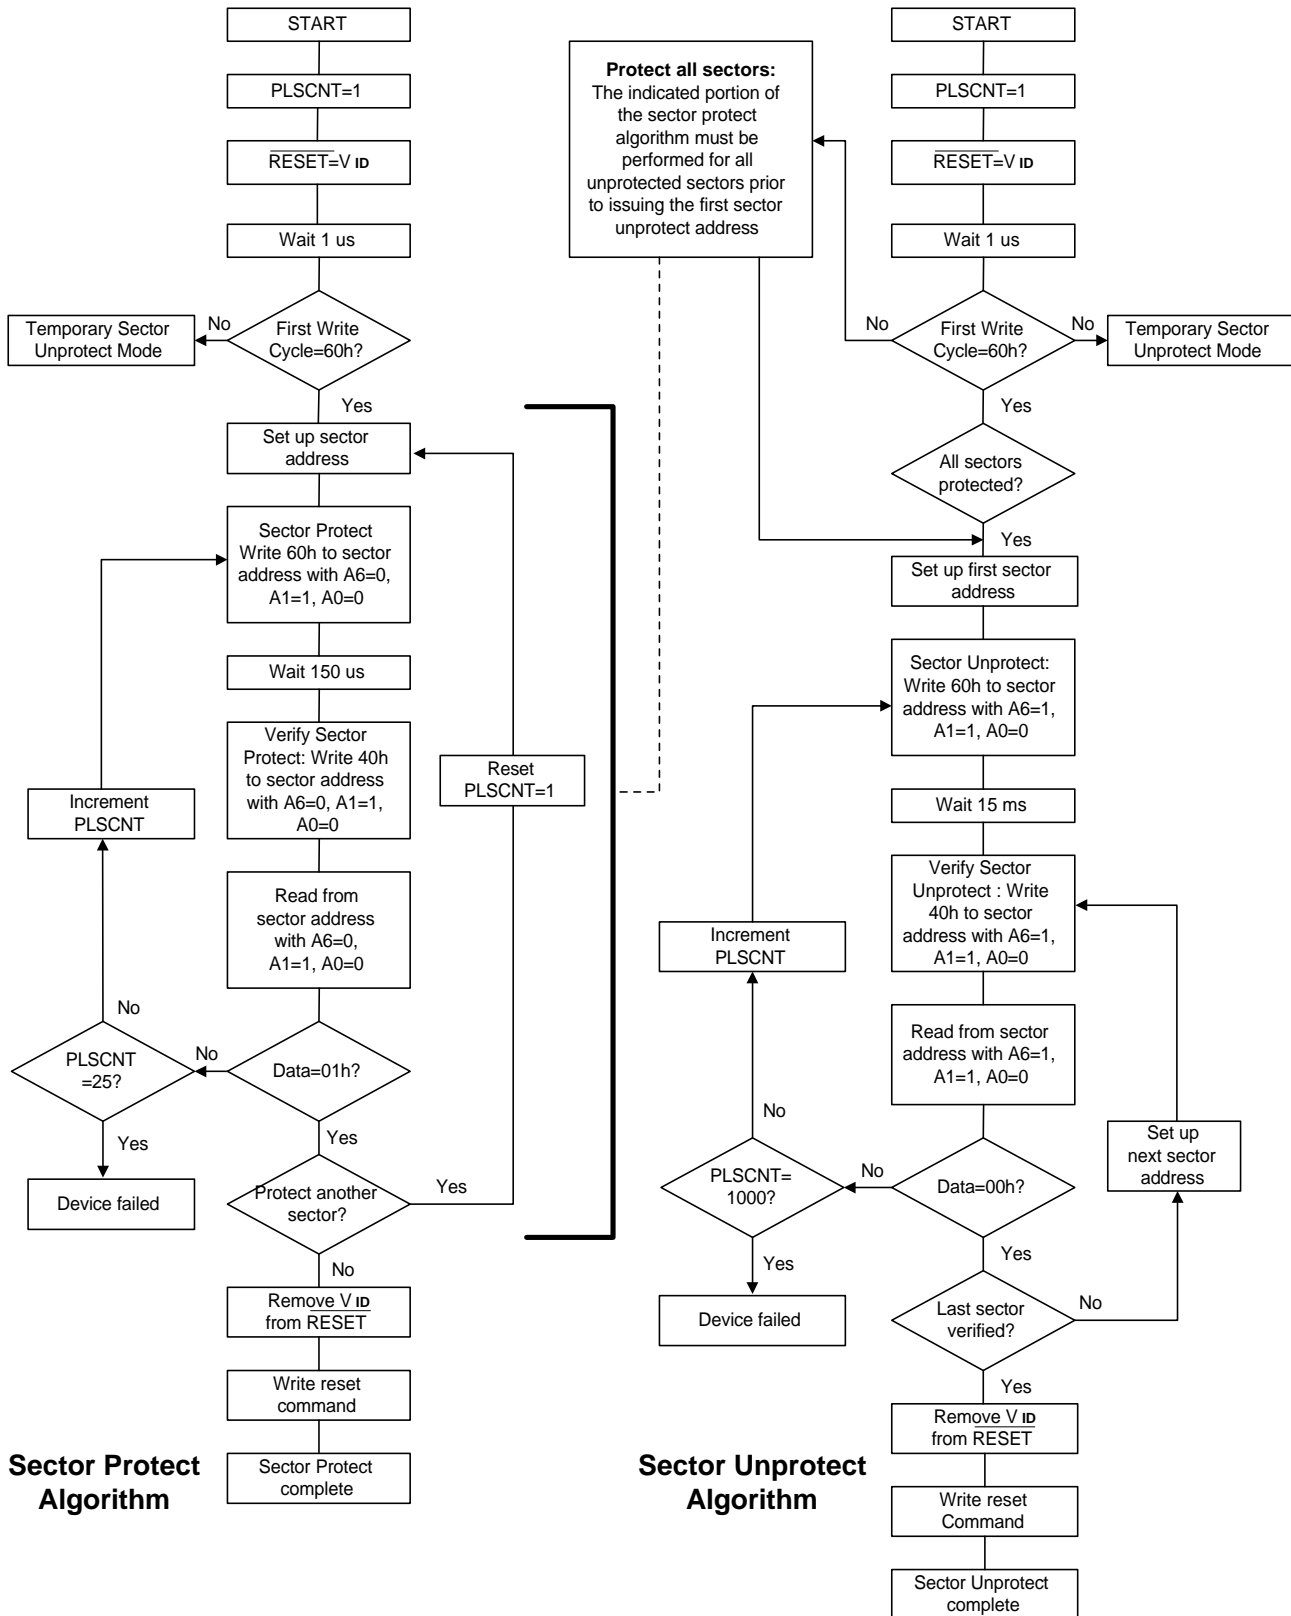 START
PLSCNT=1
RESET=V ID
Wait 1 us
First Write
Cycle=60h?
No
Temporary Sector
Unprotect Mode
Yes
Set up sector
address
Sector Protect
Write 60h to sector
address with A6=0,
A1=1, A0=0
Wait 150 us
Verify Sector
Protect: Write 40h
to sector address
with A6=0, A1=1,
A0=0
Reset
PLSCNT=1
Increment
PLSCNT
Read from
sector address
with A6=0,
A1=1, A0=0
No
PLSCNT
=25?
No
Data=01h?
Yes
Device failed
Yes
Protect another
sector?
Yes
No
Remove V ID
from RESET
Write reset
command
Sector Protect
complete
Sector Protect
Algorithm
Protect all sectors:
The indicated portion of
the sector protect
algorithm must be
performed for all
unprotected sectors prior
to issuing the first sector
unprotect address
START
PLSCNT=1
RESET=V ID
Wait 1 us
No
First Write
Cycle=60h?
No
Temporary Sector
Unprotect Mode
Yes
All sectors
protected?
Yes
Set up first sector
address
Sector Unprotect:
Write 60h to sector
address with A6=1,
A1=1, A0=0
Wait 15 ms
Verify Sector
Unprotect : Write
40h to sector
address with A6=1,
A1=1, A0=0
Increment
PLSCNT
Read from sector
address with A6=1,
A1=1, A0=0
No
Set up
next sector
address
PLSCNT=
1000?
No
Data=00h?
Yes
Device failed
Yes
Last sector
verified?
No
Yes
Remove V ID
from RESET
Write reset
Command
Sector Unprotect
complete
Sector Unprotect
Algorithm